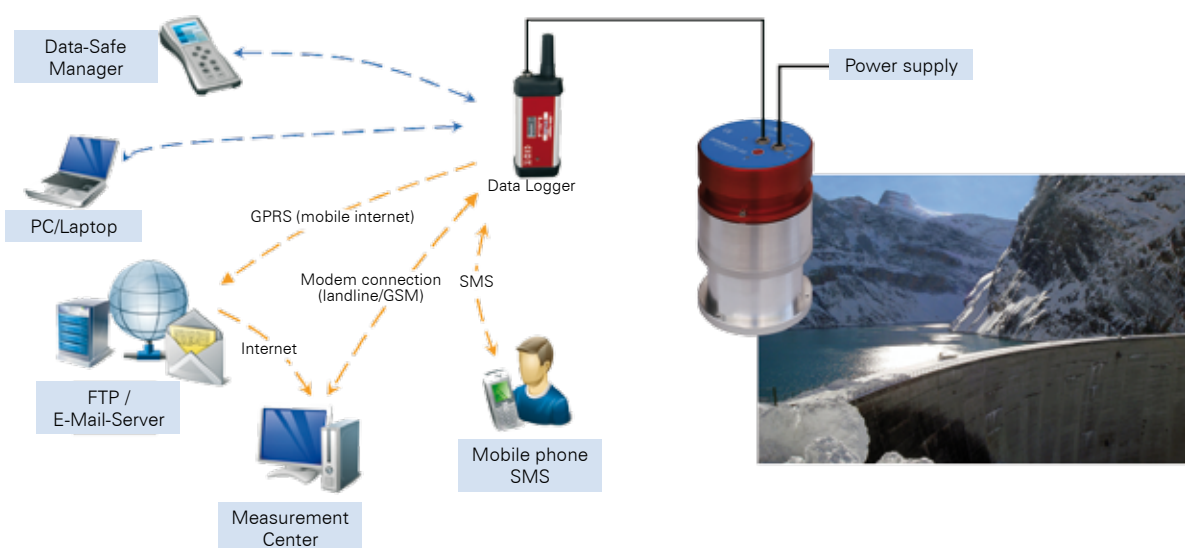 Data-Safe
Manager
Power supply
Data Logger
PC/Laptop
GPRS (mobile internet)
Modem connection
(landline/GSM)
SMS
Internet
FTP /
E-Mail-Server
Mobile phone
SMS
Measurement
Center